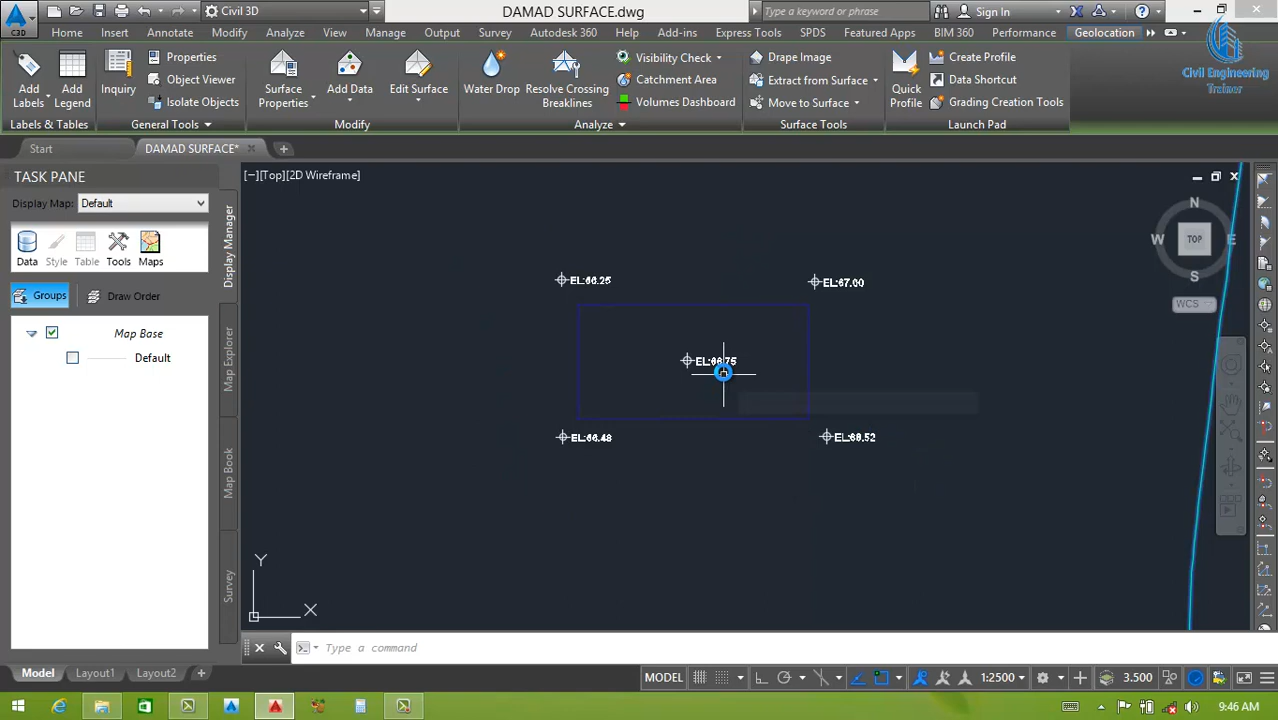 C3D
Civil 3D
DAMAD SURFACE.dwg
Type a keyword or phrase
Sign In
Home Insert Annotate Modify Analyze View Manage Output Survey Autodesk 360 Help Add-ins Express Tools SPDS Featured Apps BIM 360 Performance Geolocation
Add Labels
Add Legend
Inquiry
Properties
Object Viewer
Isolate Objects
Surface Properties
Add Data
Edit Surface
Water Drop
Resolve Crossing Breaklines
Visibility Check
Catchment Area
Volumes Dashboard
Drape Image
Extract from Surface
Move to Surface
Quick Profile
Create Profile
Data Shortcut
Grading Creation Tools
Civil Engineering
Trainer
Labels & Tables General Tools Modify Analyze Surface Tools Launch Pad
Start DAMAD SURFACE*
TASK PANE
Display Map: Default
Data Style Table Tools Maps
Groups Draw Order
Map Base
Default
Display Manager
Map Explorer
Map Book
Survey
[−][Top][2D Wireframe]
N
W TOP E
S
WCS
EL:66.25
EL:67.00
EL:66.75
EL:66.48
EL:68.52
Y
X
Type a command
Model Layout1 Layout2
MODEL 1:2500 3.500
9:46 AM